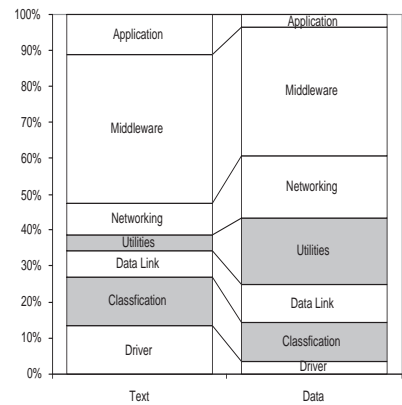 100%
90%
80%
70%
60%
50%
40%
30%
20%
10%
0%
Application
Middleware
Networking
Utilities
Data Link
Classfication
Driver
Application
Middleware
Networking
Utilities
Data Link
Classfication
Driver
Text
Data